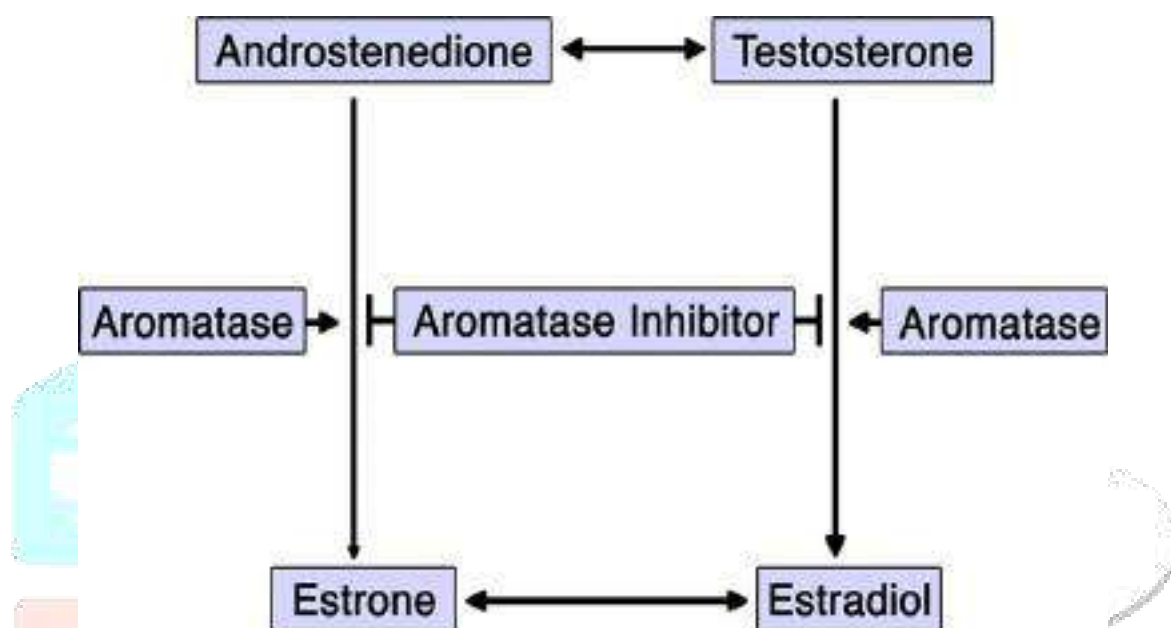 Androstenedione
Testosterone
Aromatase
Aromatase Inhibitor
Aromatase
Estrone
Estradiol